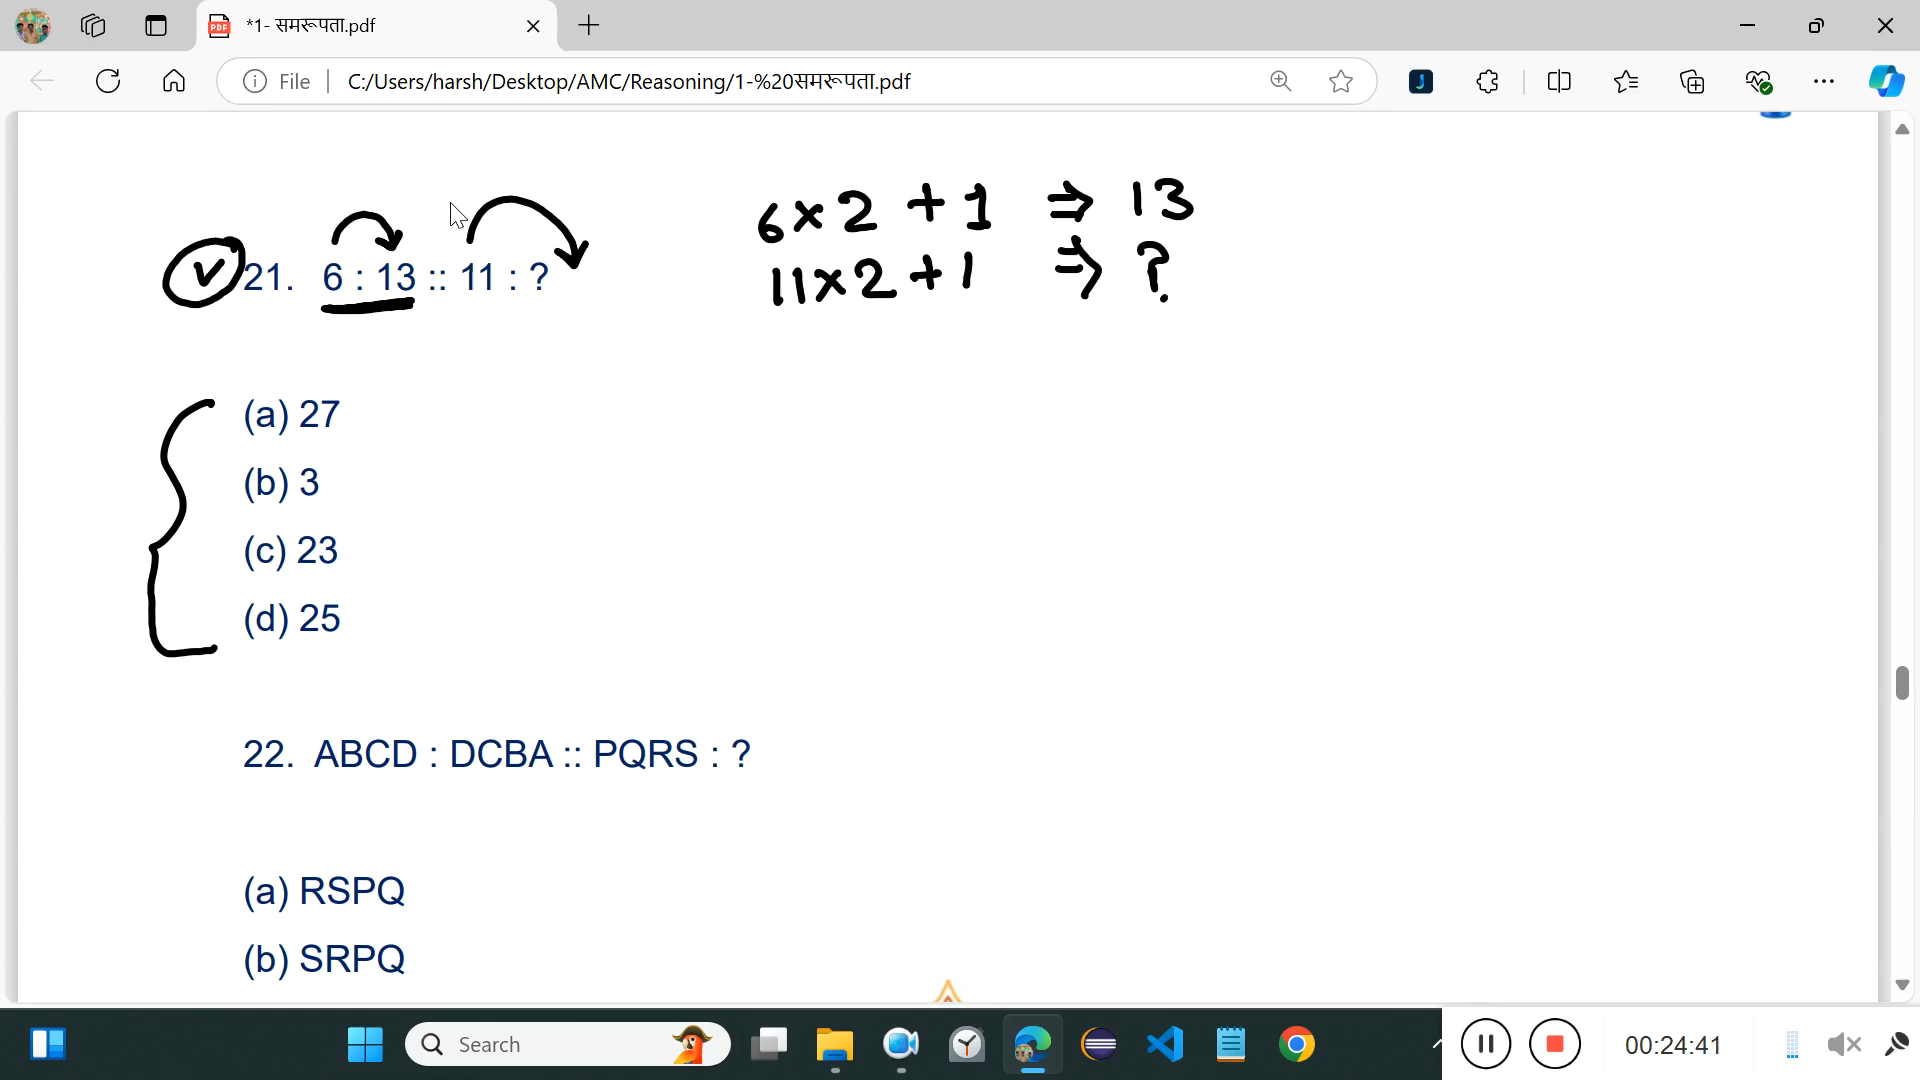 *1- समरूपता.pdf
File | C:/Users/harsh/Desktop/AMC/Reasoning/1-%20समरूपता.pdf
6 x 2 + 1 ⇒ 13
11 x 2 + 1 ⇒ ?
21. 6 : 13 :: 11 : ?
(a) 27
(b) 3
(c) 23
(d) 25
22. ABCD : DCBA :: PQRS : ?
(a) RSPQ
(b) SRPQ
Search
00:24:41